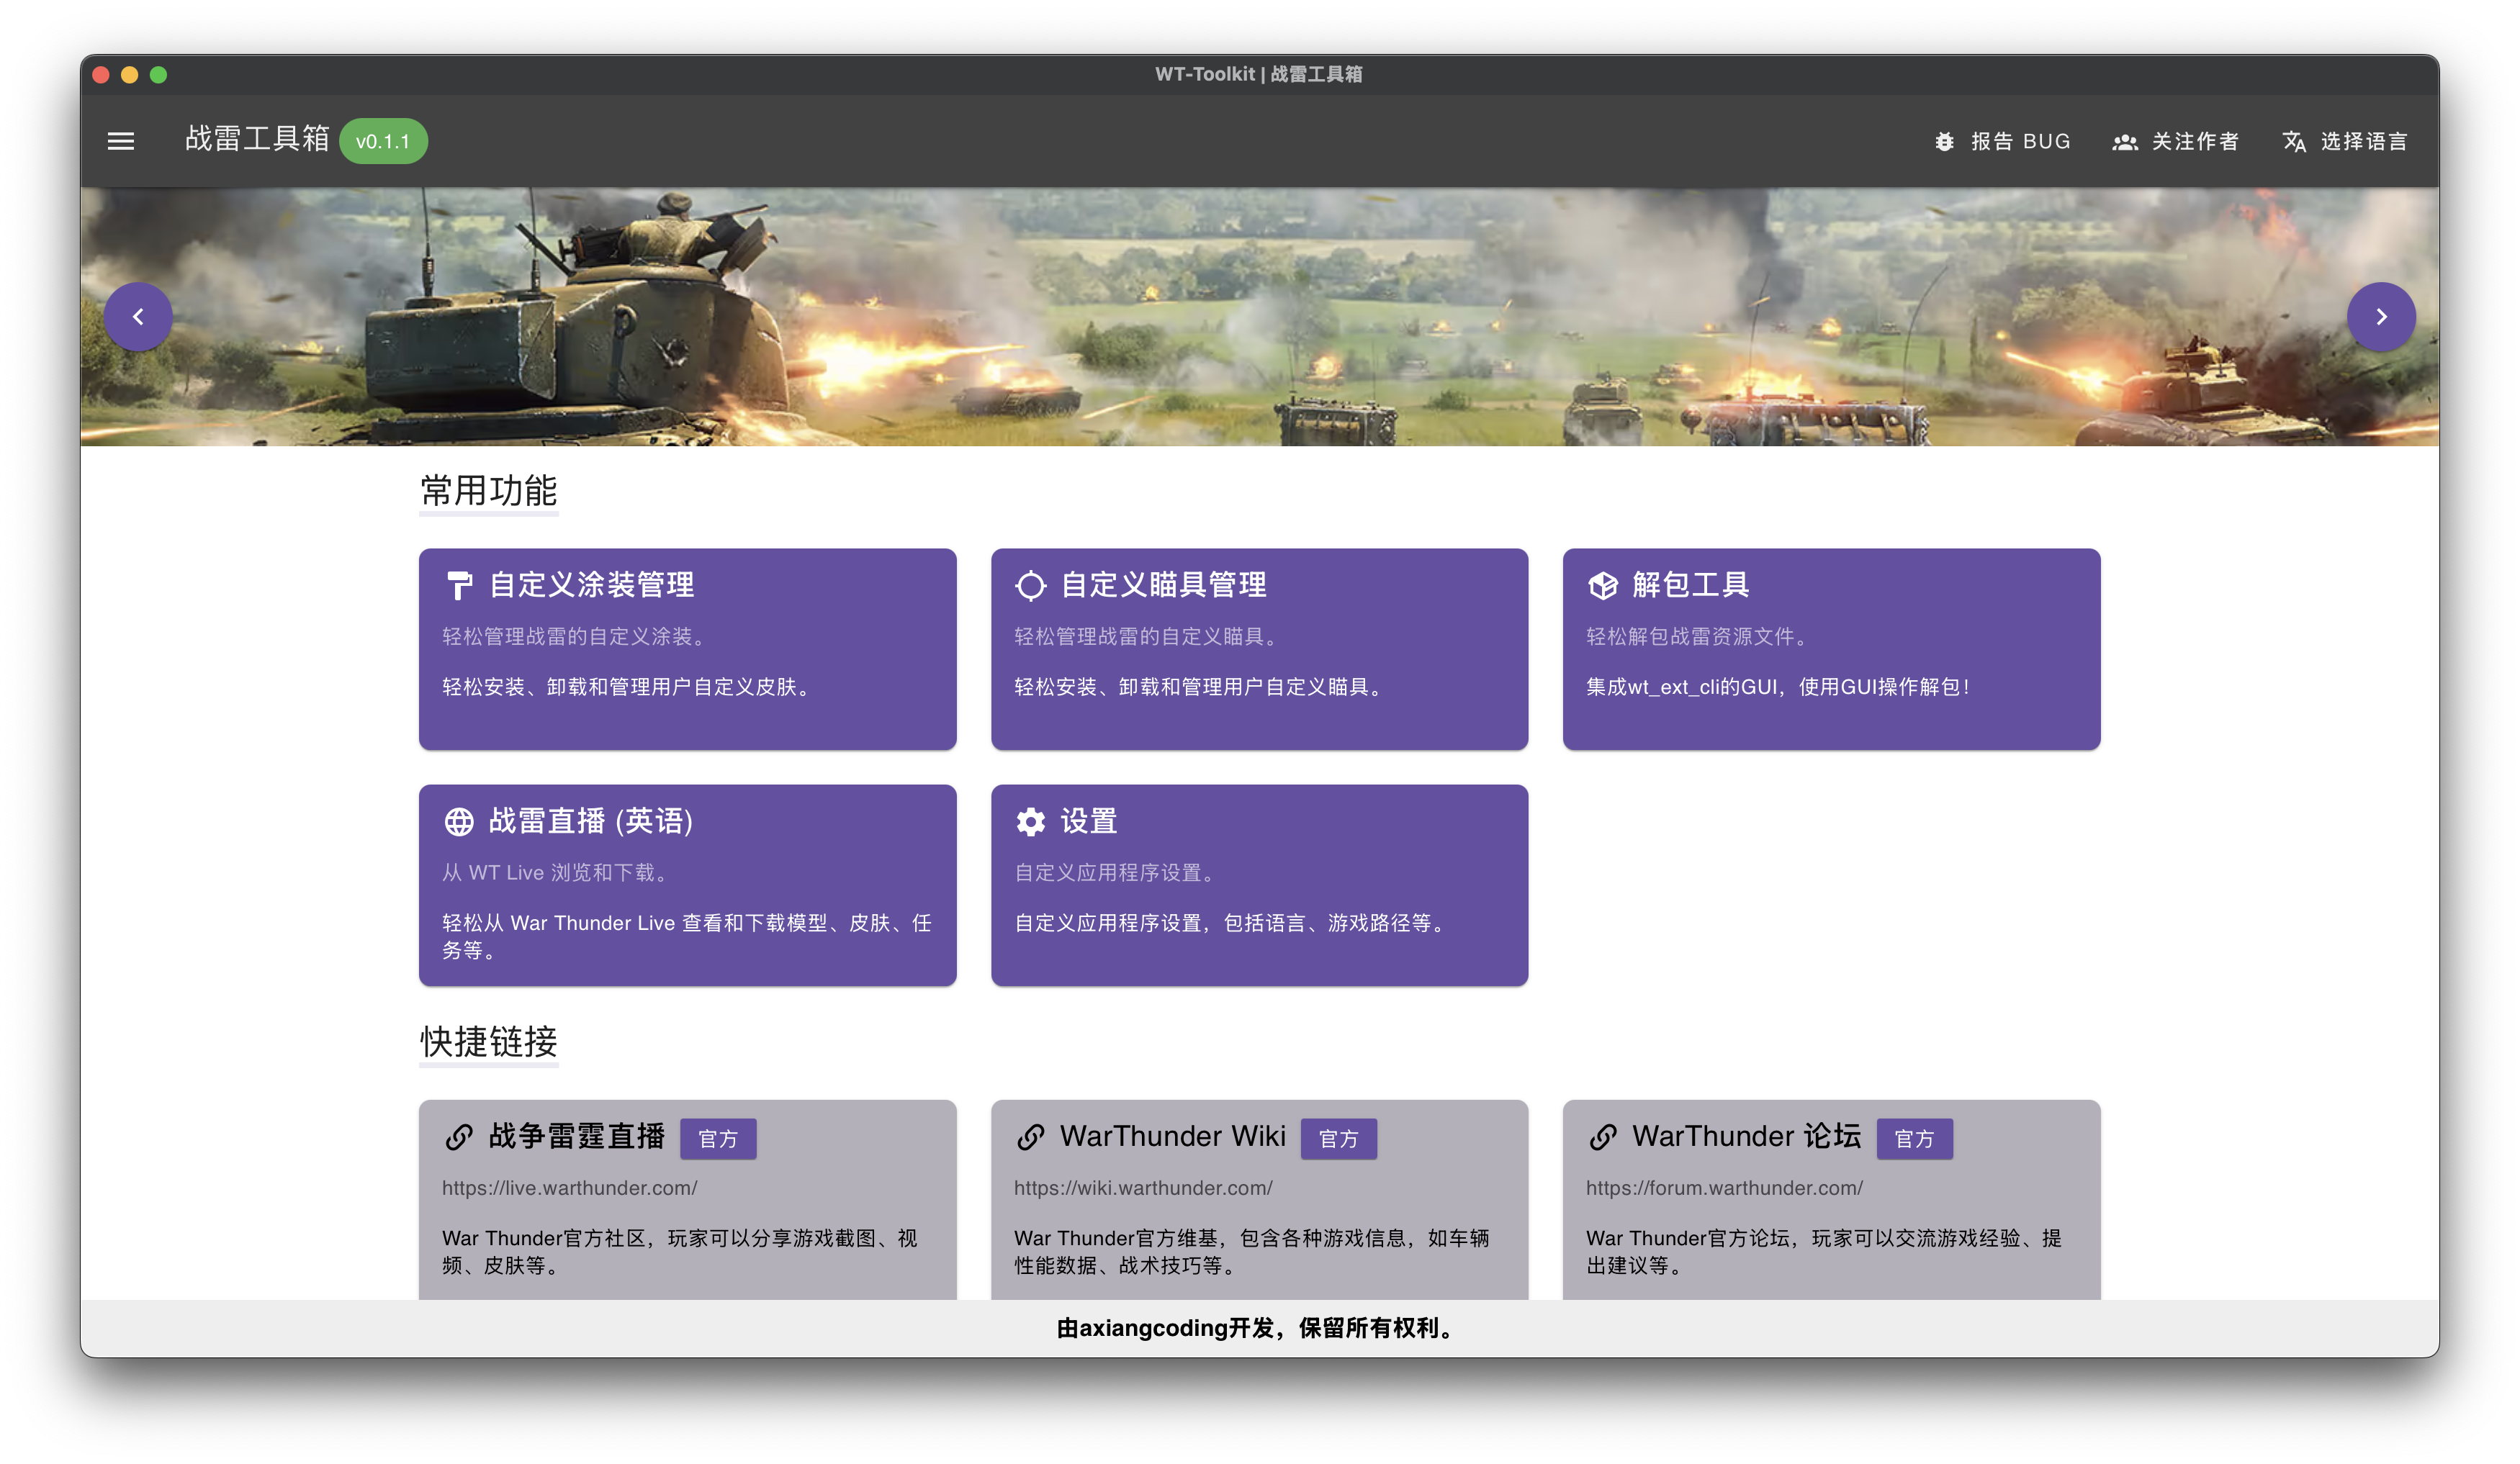 WT-Toolkit | 战雷工具箱
战雷工具箱 v0.1.1
报告 BUG 关注作者 选择语言
常用功能
自定义涂装管理
轻松管理战雷的自定义涂装。
轻松安装、卸载和管理用户自定义皮肤。
自定义瞄具管理
轻松管理战雷的自定义瞄具。
轻松安装、卸载和管理用户自定义瞄具。
解包工具
轻松解包战雷资源文件。
集成wt_ext_cli的GUI，使用GUI操作解包！
战雷直播 (英语)
从 WT Live 浏览和下载。
轻松从 War Thunder Live 查看和下载模型、皮肤、任
务等。
设置
自定义应用程序设置。
自定义应用程序设置，包括语言、游戏路径等。
快捷链接
战争雷霆直播 官方
https://live.warthunder.com/
War Thunder官方社区，玩家可以分享游戏截图、视
频、皮肤等。
WarThunder Wiki 官方
https://wiki.warthunder.com/
War Thunder官方维基，包含各种游戏信息，如车辆
性能数据、战术技巧等。
WarThunder 论坛 官方
https://forum.warthunder.com/
War Thunder官方论坛，玩家可以交流游戏经验、提
出建议等。
由axiangcoding开发，保留所有权利。